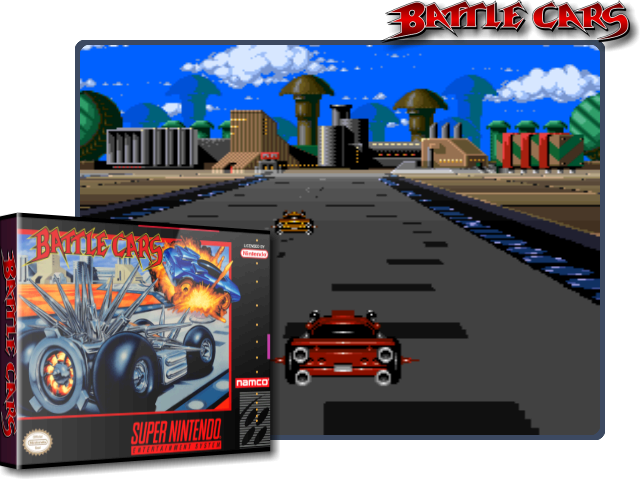 BATTLE CARS
BATTLE CARS
LICENSED BY
Nintendo
BATTLE CARS
namco
SUPER NINTENDO
ENTERTAINMENT SYSTEM